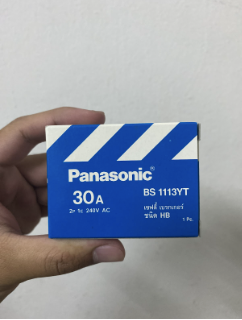 Panasonic®
30A
BS 1113YT
2P 1E 240V AC
เซฟตี้ เบรกเกอร์
ชนิด HB
1 Pc.